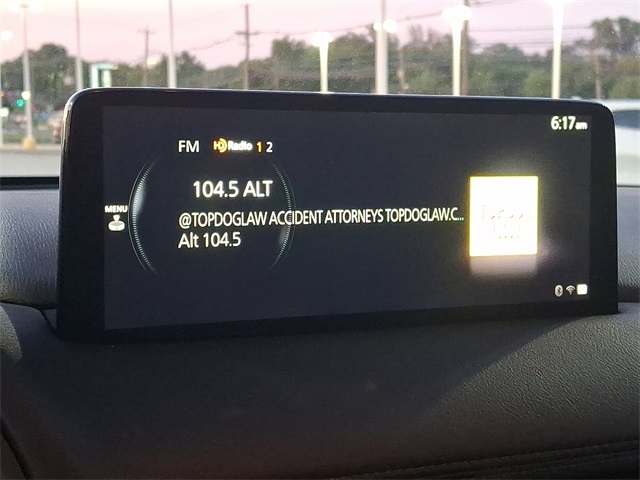 6:17am
FM HD Radio 1 2
104.5 ALT
MENU
@TOPDOGLAW ACCIDENT ATTORNEYS TOPDOGLAW.C...
Alt 104.5